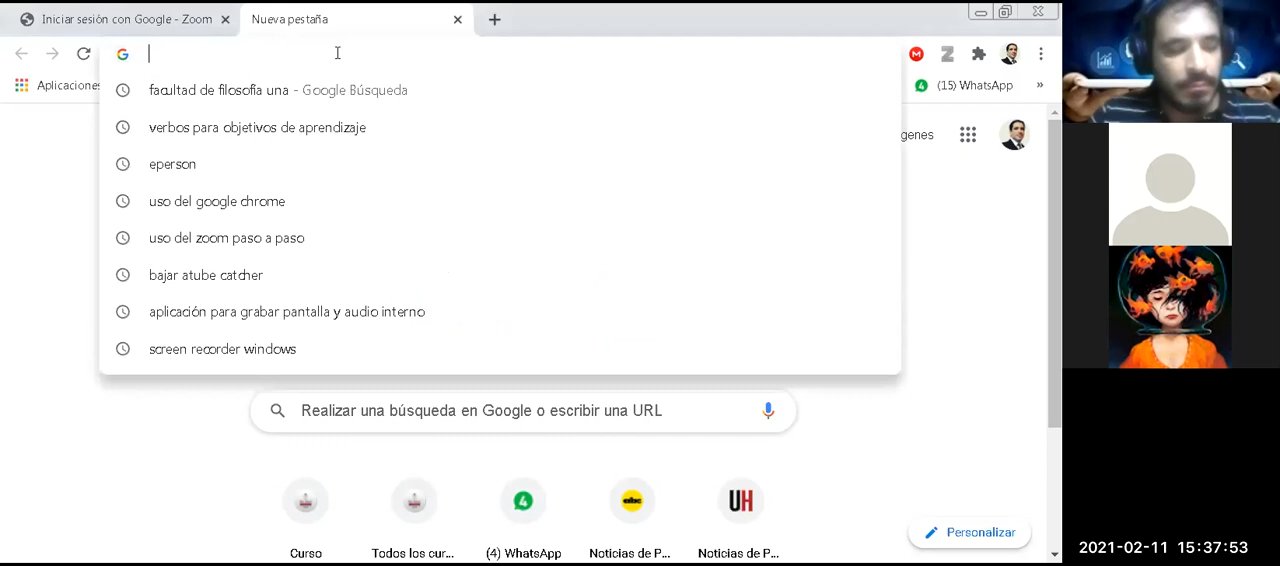 Iniciar sesión con Google - Zoom
Nueva pestaña
Aplicaciones
(15) WhatsApp »
facultad de filosofia una - Google Búsqueda
verbos para objetivos de aprendizaje
eperson
uso del google chrome
uso del zoom paso a paso
bajar atube catcher
aplicación para grabar pantalla y audio interno
screen recorder windows
genes
Realizar una búsqueda en Google o escribir una URL
4
abc
UH
Curso
Todos los cur...
(4) WhatsApp
Noticias de P...
Noticias de P...
Personalizar
2021-02-11 15:37:53